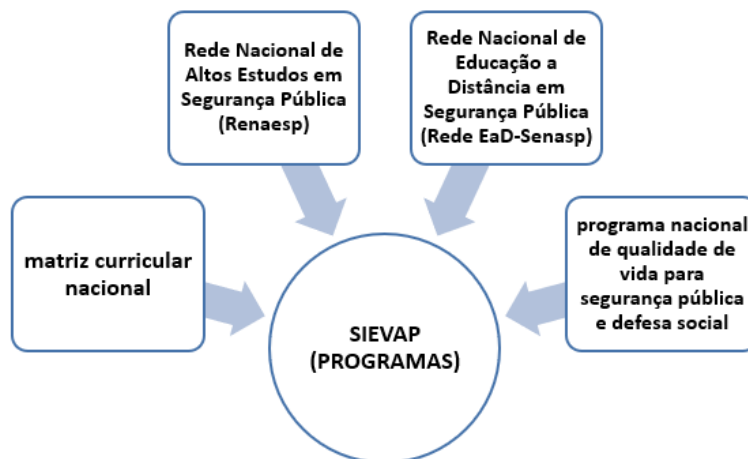 Rede Nacional de
Altos Estudos em
Segurança Pública
(Renaesp)
Rede Nacional de
Educação a
Distância em
Segurança Pública
(Rede EaD-Senasp)
matriz curricular
nacional
programa nacional
de qualidade de
vida para
segurança pública
e defesa social
SIEVAP
(PROGRAMAS)